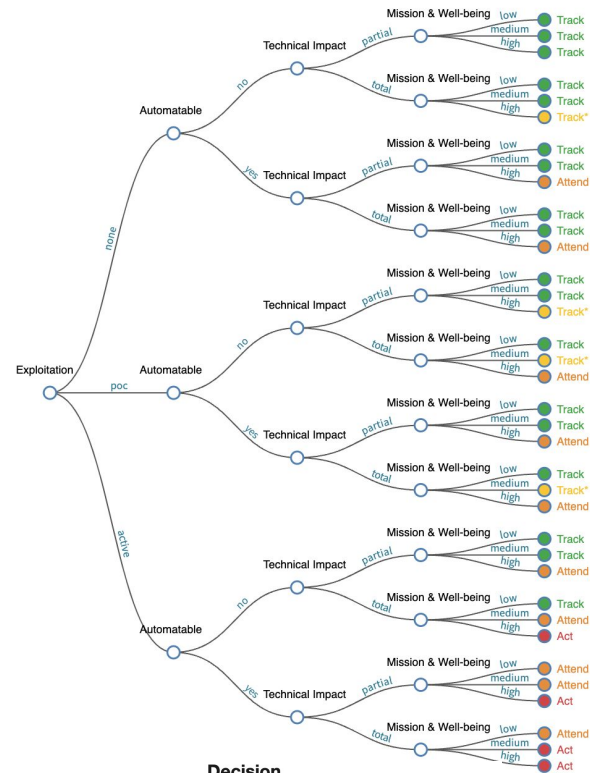 Mission & Well-being
low
Track
medium
Track
high
Track
partial
Technical Impact
Mission & Well-being
low
Track
medium
Track
high
Track*
total
no
Automatable
Mission & Well-being
low
Track
medium
Track
high
Attend
partial
yes
Technical Impact
Mission & Well-being
low
Track
medium
Track
high
Attend
total
none
Mission & Well-being
low
Track
medium
Track
high
Track*
partial
Technical Impact
Mission & Well-being
low
Track
medium
Track*
high
Attend
total
no
Exploitation
poc
Automatable
Mission & Well-being
low
Track
medium
Track
high
Attend
partial
yes
Technical Impact
Mission & Well-being
low
Track
medium
Track*
high
Attend
total
active
Mission & Well-being
low
Track
medium
Track
high
Attend
partial
Technical Impact
Mission & Well-being
low
Track
medium
Attend
high
Act
total
no
Automatable
Mission & Well-being
low
Attend
medium
Attend
high
Act
partial
yes
Technical Impact
Mission & Well-being
low
Attend
medium
Act
high
Act
total
Decision